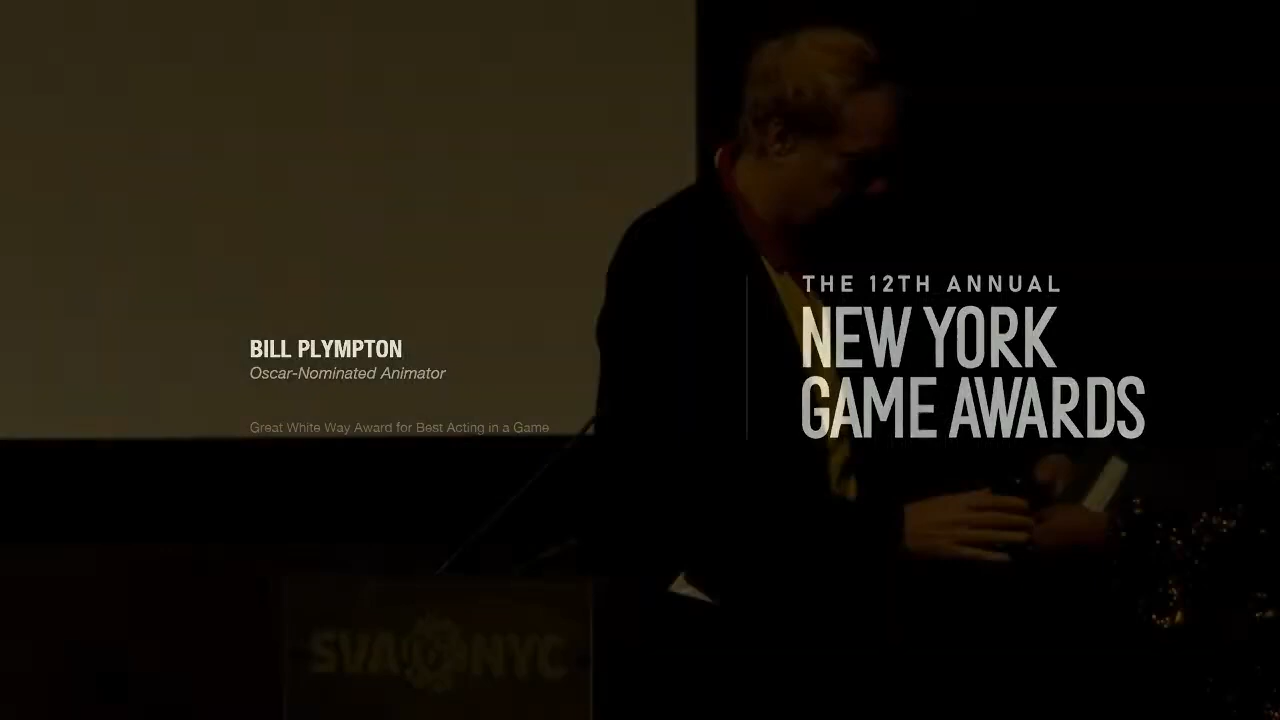 BILL PLYMPTON
Oscar-Nominated Animator
Great White Way Award for Best Acting in a Game
THE 12TH ANNUAL
NEW YORK
GAME AWARDS
SVA NYC